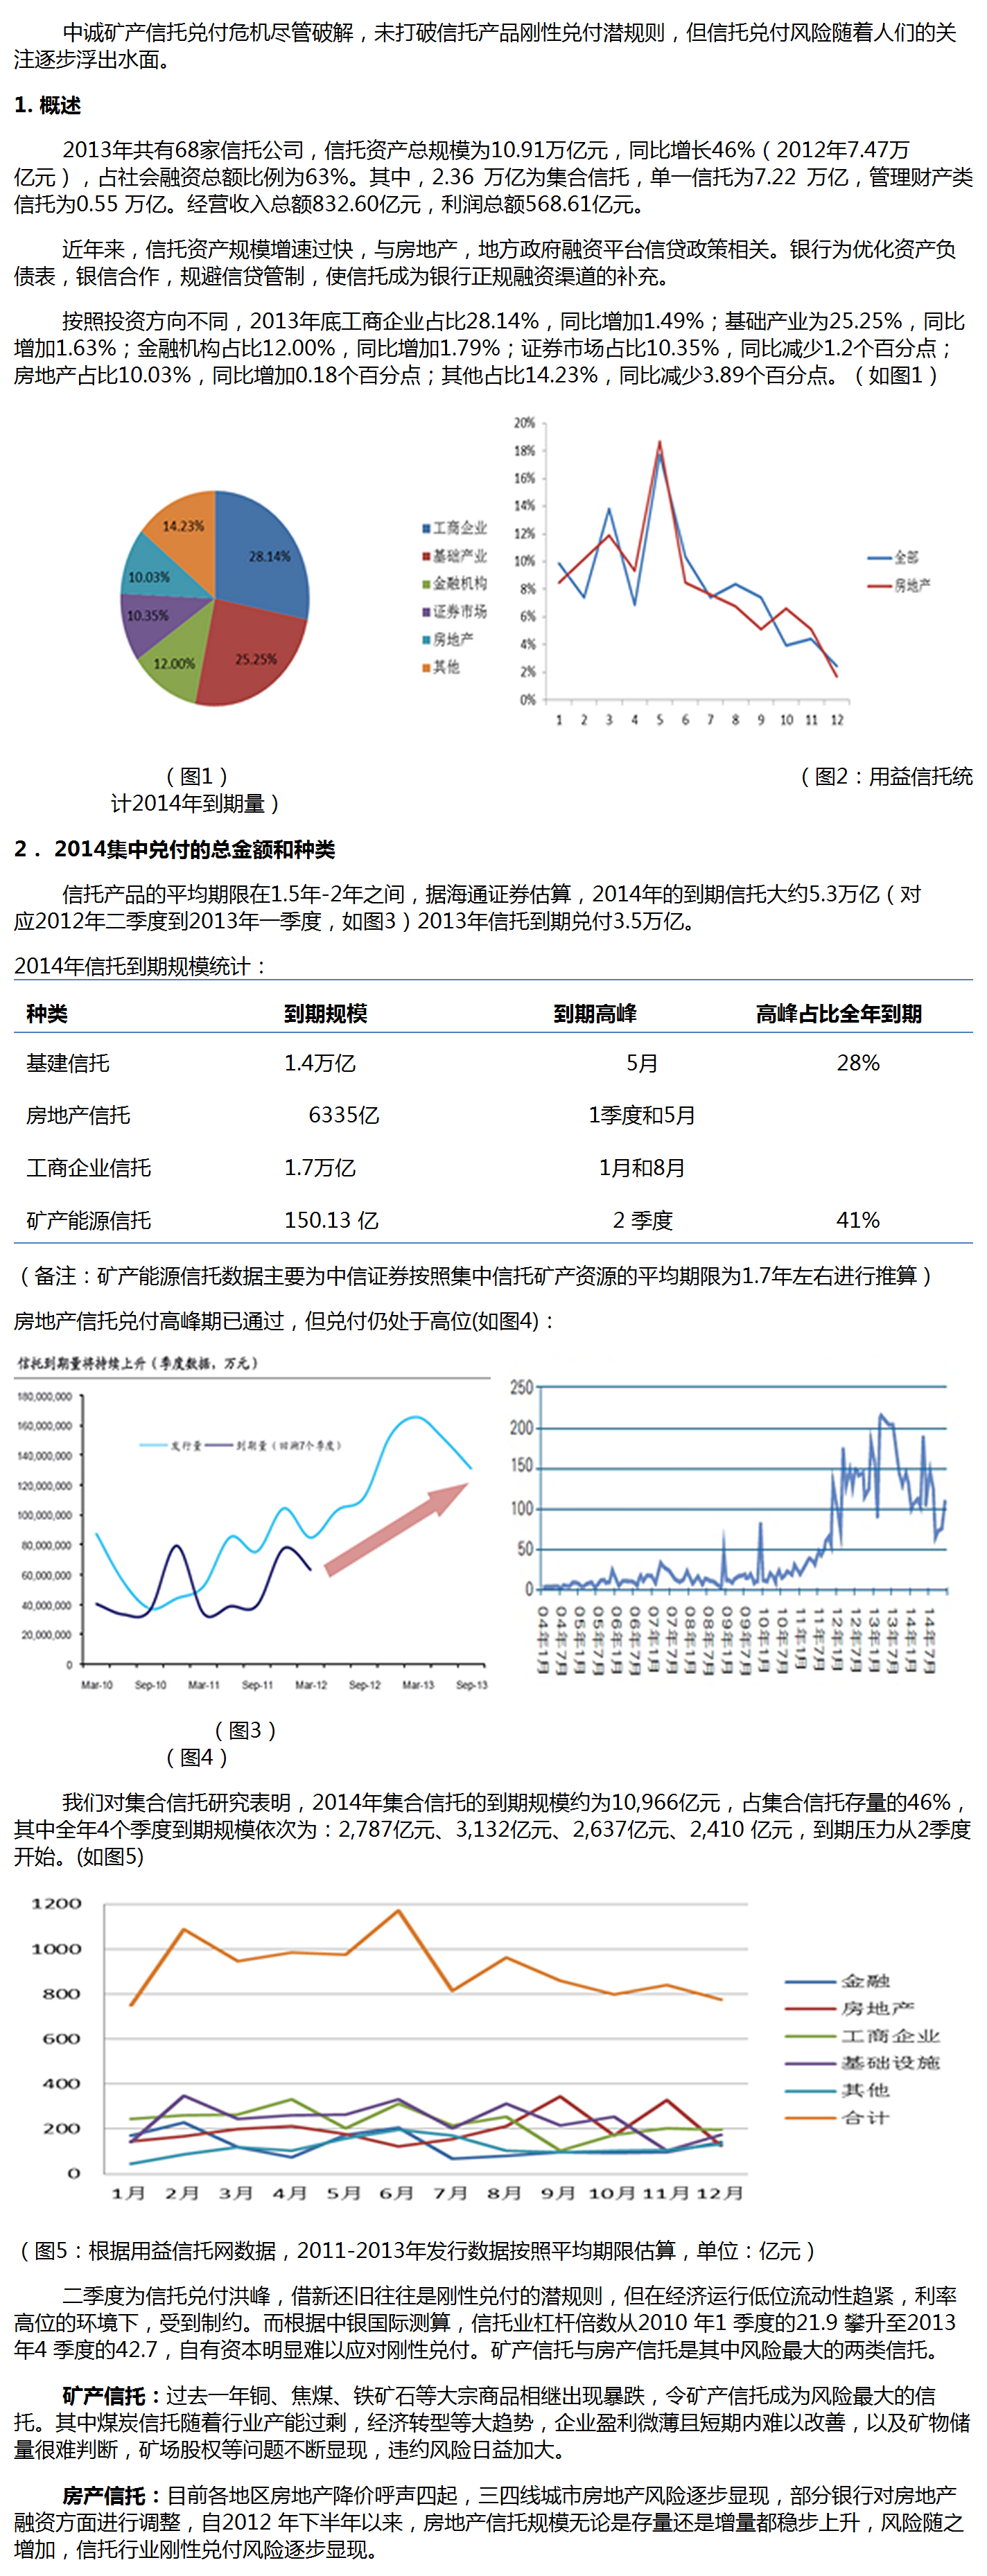 中诚矿产信托兑付危机尽管破解，未打破信托产品刚性兑付潜规则，但信托兑付风险随着人们的关
注逐步浮出水面。
1. 概述
2013年共有68家信托公司，信托资产总规模为10.91万亿元，同比增长46%（2012年7.47万
亿元），占社会融资总额比例为63%。其中，2.36 万亿为集合信托，单一信托为7.22 万亿，管理财产类
信托为0.55 万亿。经营收入总额832.60亿元，利润总额568.61亿元。
近年来，信托资产规模增速过快，与房地产，地方政府融资平台信贷政策相关。银行为优化资产负
债表，银信合作，规避信贷管制，使信托成为银行正规融资渠道的补充。
按照投资方向不同，2013年底工商企业占比28.14%，同比增加1.49%；基础产业为25.25%，同比
增加1.63%；金融机构占比12.00%，同比增加1.79%；证券市场占比10.35%，同比减少1.2个百分点；
房地产占比10.03%，同比增加0.18个百分点；其他占比14.23%，同比减少3.89个百分点。（如图1）
14.23%
28.14%
10.03%
10.35%
12.00%
25.25%
工商企业
基础产业
金融机构
证券市场
房地产
其他
20%
18%
16%
14%
12%
10%
8%
6%
4%
2%
0%
1 2 3 4 5 6 7 8 9 10 11 12
全部
房地产
（图1） （图2：用益信托统
计2014年到期量）
2． 2014集中兑付的总金额和种类
信托产品的平均期限在1.5年-2年之间，据海通证券估算，2014年的到期信托大约5.3万亿（对
应2012年二季度到2013年一季度，如图3）2013年信托到期兑付3.5万亿。
2014年信托到期规模统计：
种类 到期规模 到期高峰 高峰占比全年到期
基建信托 1.4万亿 5月 28%
房地产信托 6335亿 1季度和5月
工商企业信托 1.7万亿 1月和8月
矿产能源信托 150.13 亿 2 季度 41%
（备注：矿产能源信托数据主要为中信证券按照集中信托矿产资源的平均期限为1.7年左右进行推算）
房地产信托兑付高峰期已通过，但兑付仍处于高位(如图4)：
信托到期量将持续上升（季度数据，万元）
180,000,000
160,000,000
140,000,000
120,000,000
100,000,000
80,000,000
60,000,000
40,000,000
20,000,000
0
发行量 到期量（回溯7个季度）
Mar-10 Sep-10 Mar-11 Sep-11 Mar-12 Sep-12 Mar-13 Sep-13
250
200
150
100
50
0
04年1月 04年7月 05年1月 05年7月 06年1月 06年7月 07年1月 07年7月 08年1月 08年7月 09年1月 09年7月 10年1月 10年7月 11年1月 11年7月 12年1月 12年7月 13年1月 13年7月 14年1月 14年7月
（图3）
（图4）
我们对集合信托研究表明，2014年集合信托的到期规模约为10,966亿元，占集合信托存量的46%，
其中全年4个季度到期规模依次为：2,787亿元、3,132亿元、2,637亿元、2,410 亿元，到期压力从2季度
开始。(如图5)
1200
1000
800
600
400
200
0
1月 2月 3月 4月 5月 6月 7月 8月 9月 10月 11月 12月
金融
房地产
工商企业
基础设施
其他
合计
（图5：根据用益信托网数据，2011-2013年发行数据按照平均期限估算，单位：亿元）
二季度为信托兑付洪峰，借新还旧往往是刚性兑付的潜规则，但在经济运行低位流动性趋紧，利率
高位的环境下，受到制约。而根据中银国际测算，信托业杠杆倍数从2010 年1 季度的21.9 攀升至2013
年4 季度的42.7，自有资本明显难以应对刚性兑付。矿产信托与房产信托是其中风险最大的两类信托。
矿产信托：过去一年铜、焦煤、铁矿石等大宗商品相继出现暴跌，令矿产信托成为风险最大的信
托。其中煤炭信托随着行业产能过剩，经济转型等大趋势，企业盈利微薄且短期内难以改善，以及矿物储
量很难判断，矿场股权等问题不断显现，违约风险日益加大。
房产信托：目前各地区房地产降价呼声四起，三四线城市房地产风险逐步显现，部分银行对房地产
融资方面进行调整，自2012 年下半年以来，房地产信托规模无论是存量还是增量都稳步上升，风险随之
增加，信托行业刚性兑付风险逐步显现。